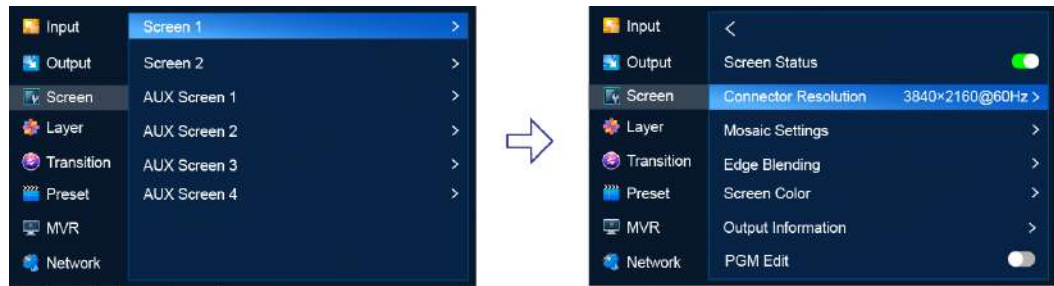 Input
Output
Screen
Layer
Transition
Preset
MVR
Network
Screen 1 >
Screen 2 >
AUX Screen 1 >
AUX Screen 2 >
AUX Screen 3 >
AUX Screen 4 >
Input
Output
Screen
Layer
Transition
Preset
MVR
Network
<
Screen Status
Connector Resolution 3840×2160@60Hz >
Mosaic Settings >
Edge Blending >
Screen Color >
Output Information >
PGM Edit